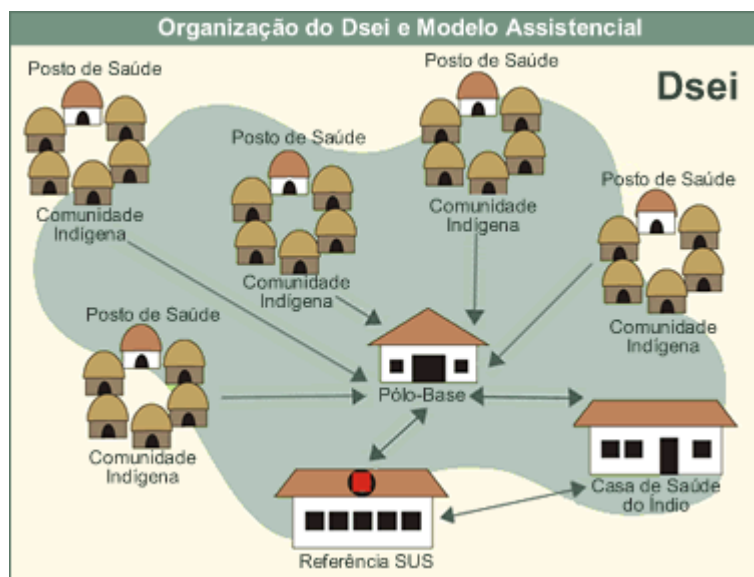 Organização do Dsei e Modelo Assistencial
Dsei
Posto de Saúde
Comunidade
Indígena
Posto de Saúde
Comunidade
Indígena
Posto de Saúde
Comunidade
Indígena
Posto de Saúde
Comunidade
Indígena
Posto de Saúde
Comunidade
Indígena
Pólo-Base
Casa de Saúde
do Índio
Referência SUS